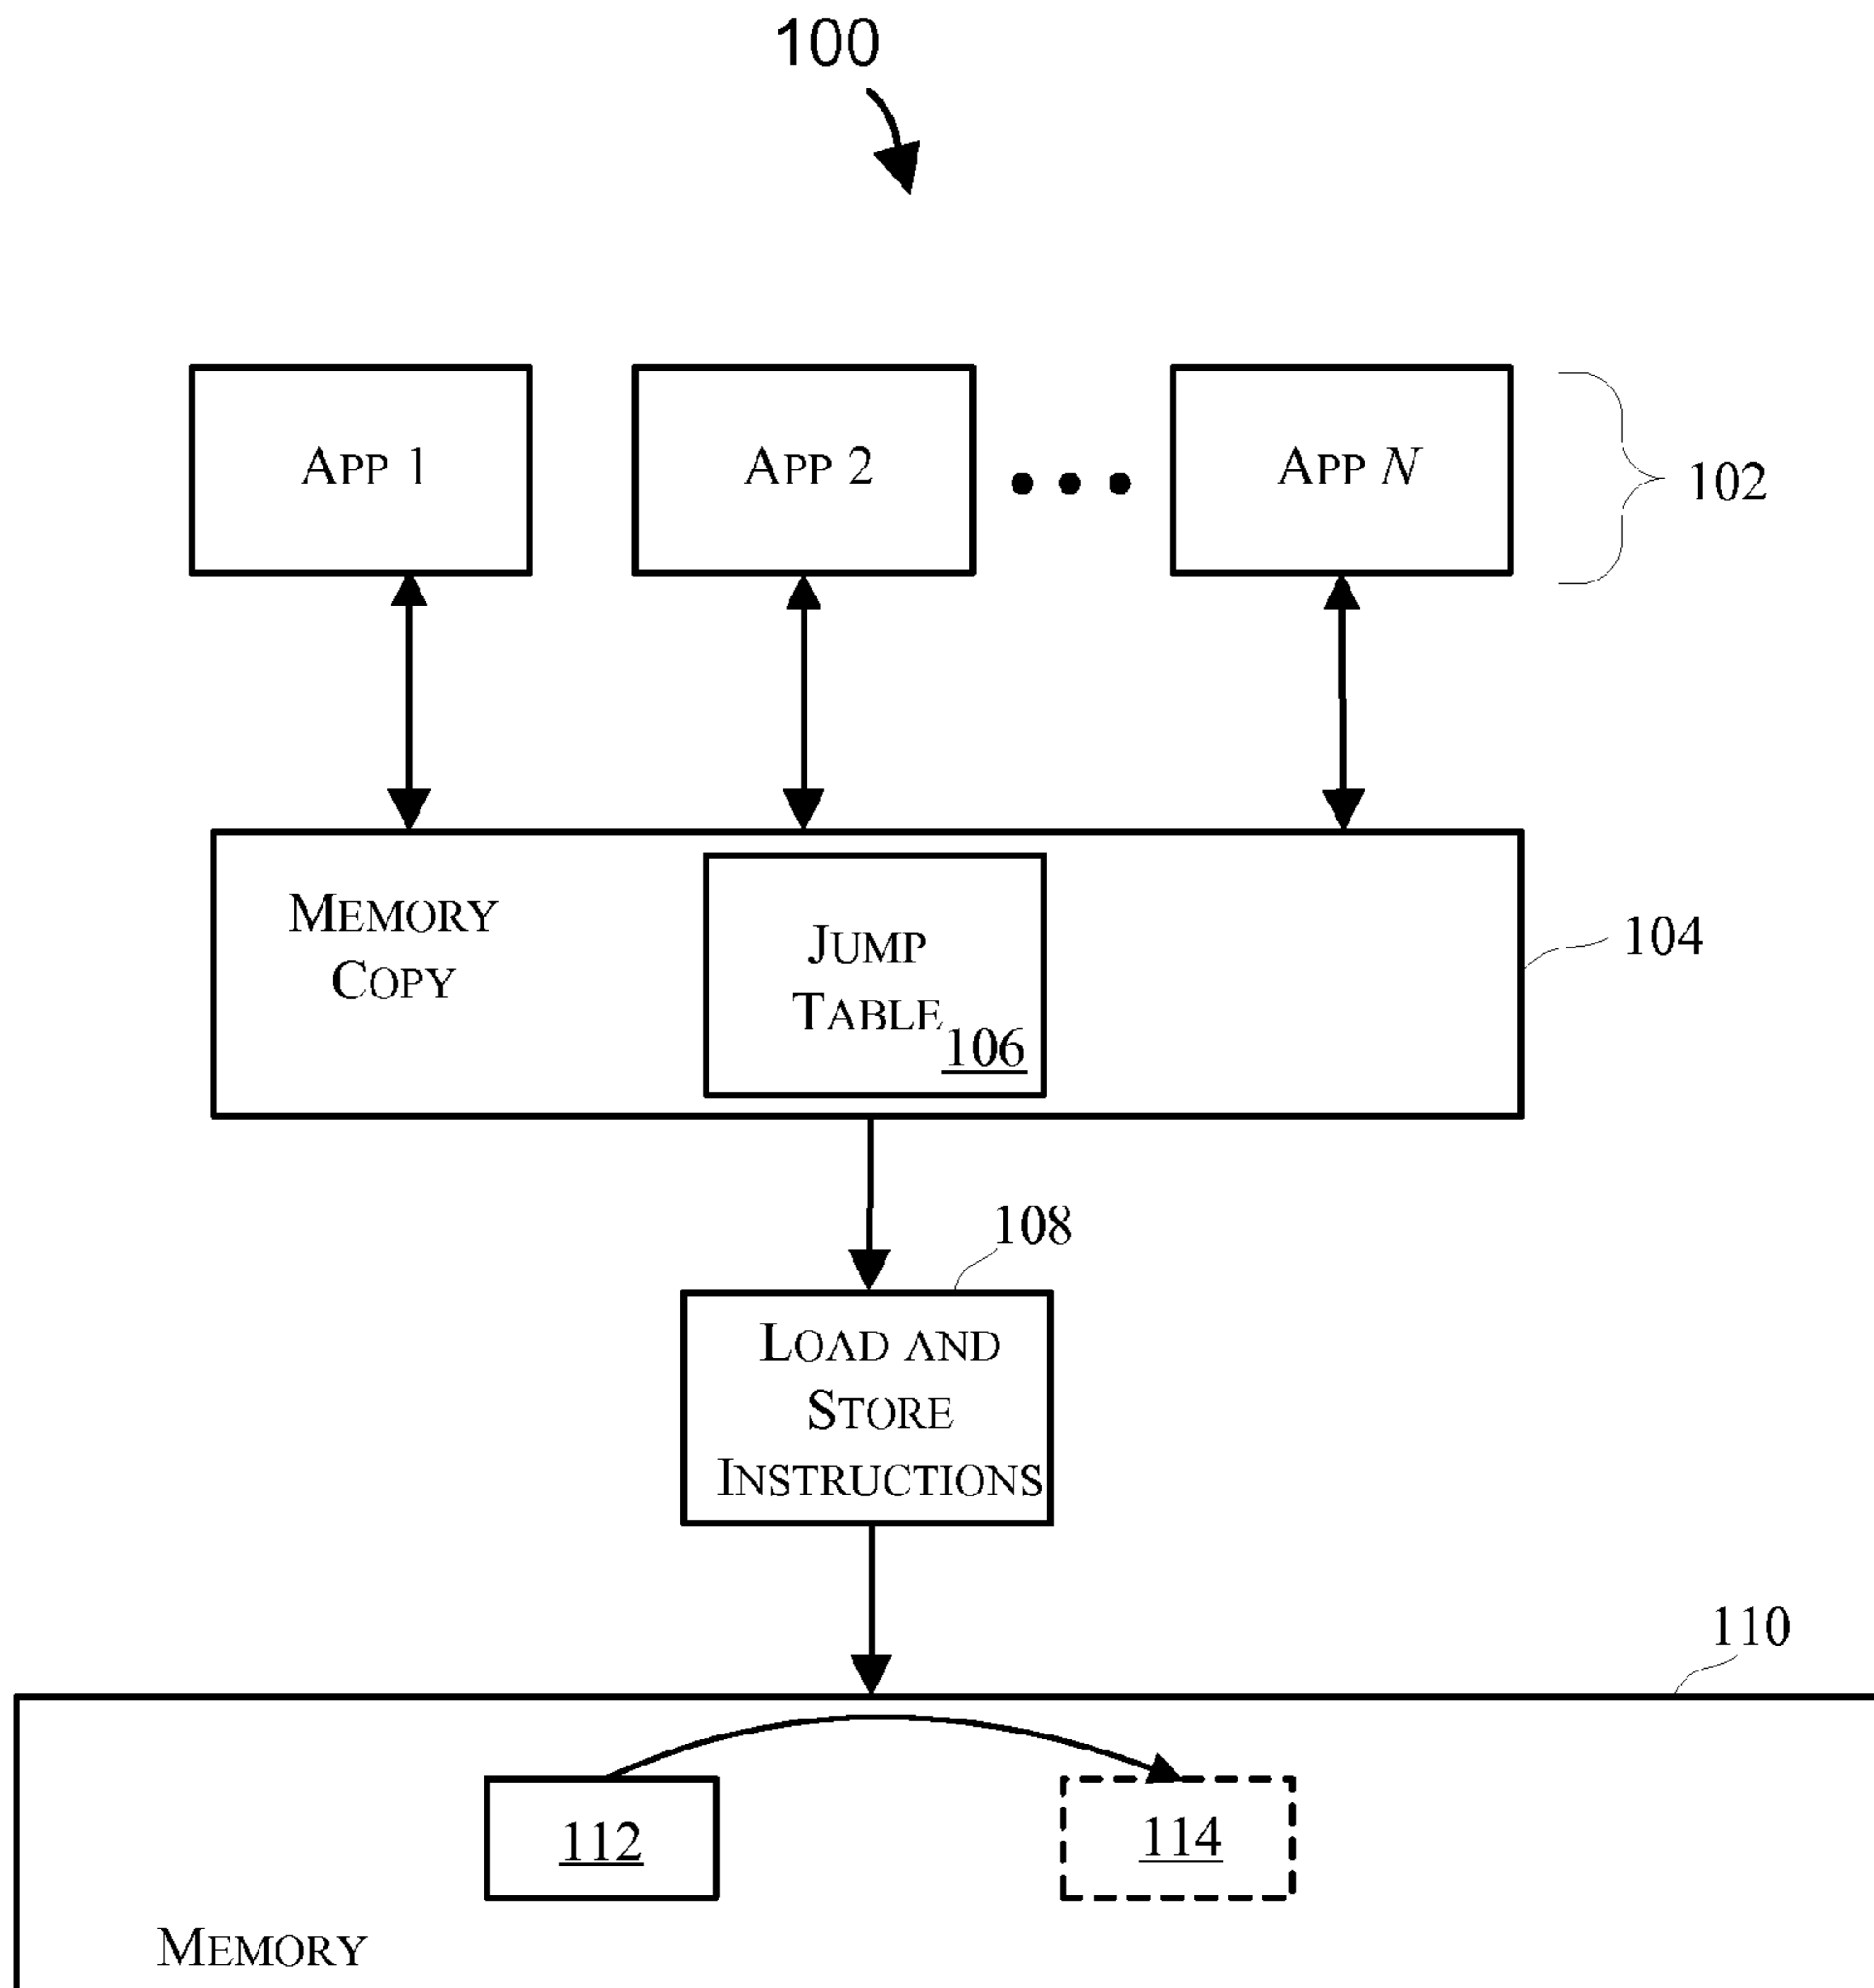 100
APP 1
APP 2
APP N
102
MEMORY
COPY
JUMP
TABLE
106
104
108
LOAD AND
STORE
INSTRUCTIONS
110
112
114
MEMORY